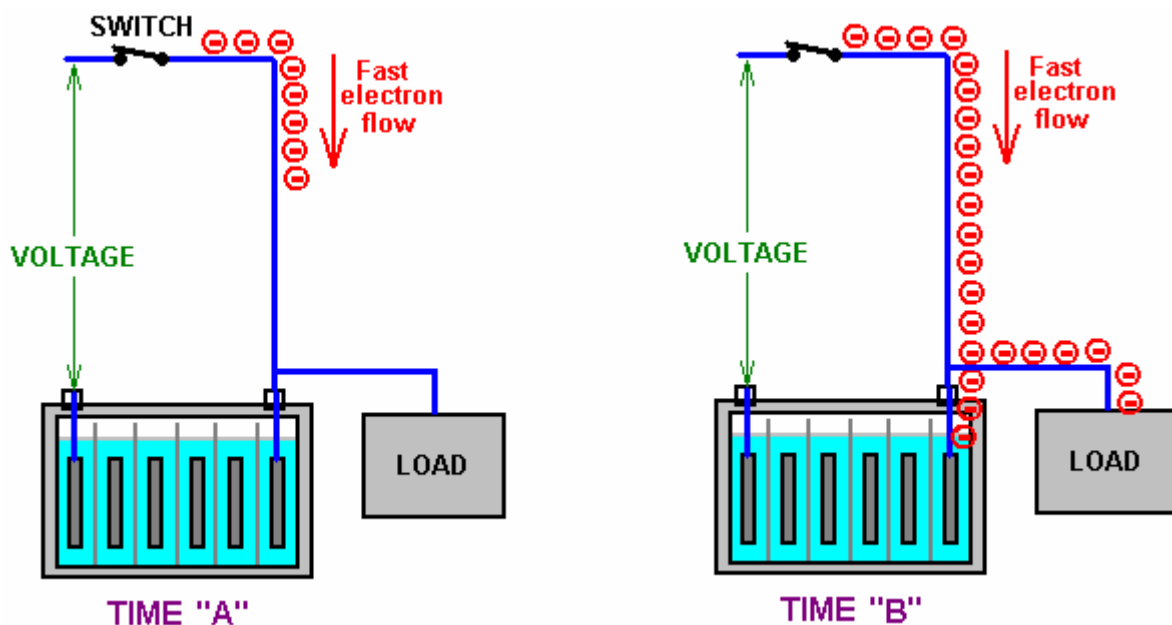 SWITCH
Fast
electron
flow
VOLTAGE
LOAD
TIME "A"
Fast
electron
flow
VOLTAGE
LOAD
TIME "B"